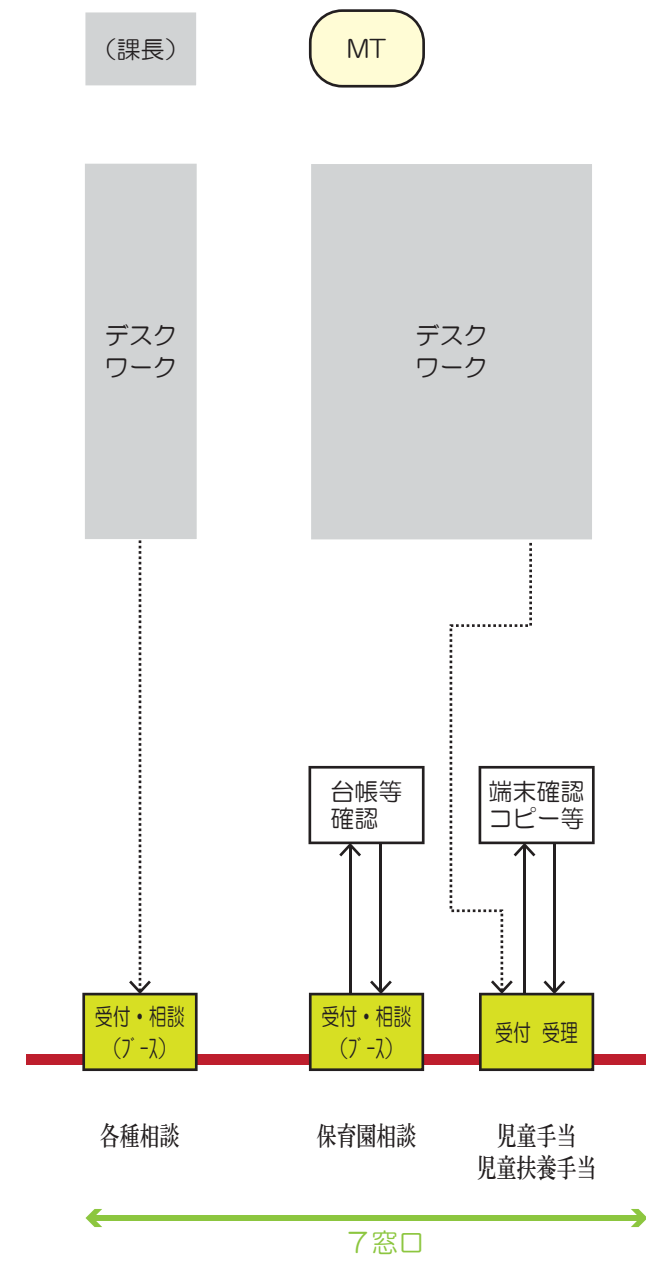 （課長）
MT
デスク
ワーク
デスク
ワーク
台帳等
確認
端末確認
コピー等
受付・相談
（ﾌﾞｰｽ）
受付・相談
（ﾌﾞｰｽ）
受付 受理
各種相談
保育園相談
児童手当
児童扶養手当
７窓口